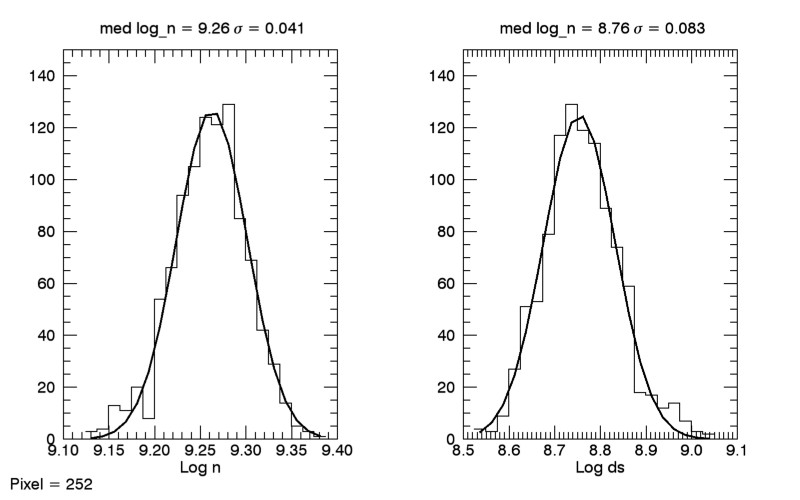 med log_n = 9.26 σ = 0.041
140
120
100
80
60
40
20
0
9.10 9.15 9.20 9.25 9.30 9.35 9.40
Log n
med log_n = 8.76 σ = 0.083
140
120
100
80
60
40
20
0
8.5 8.6 8.7 8.8 8.9 9.0 9.1
Log ds
Pixel = 252